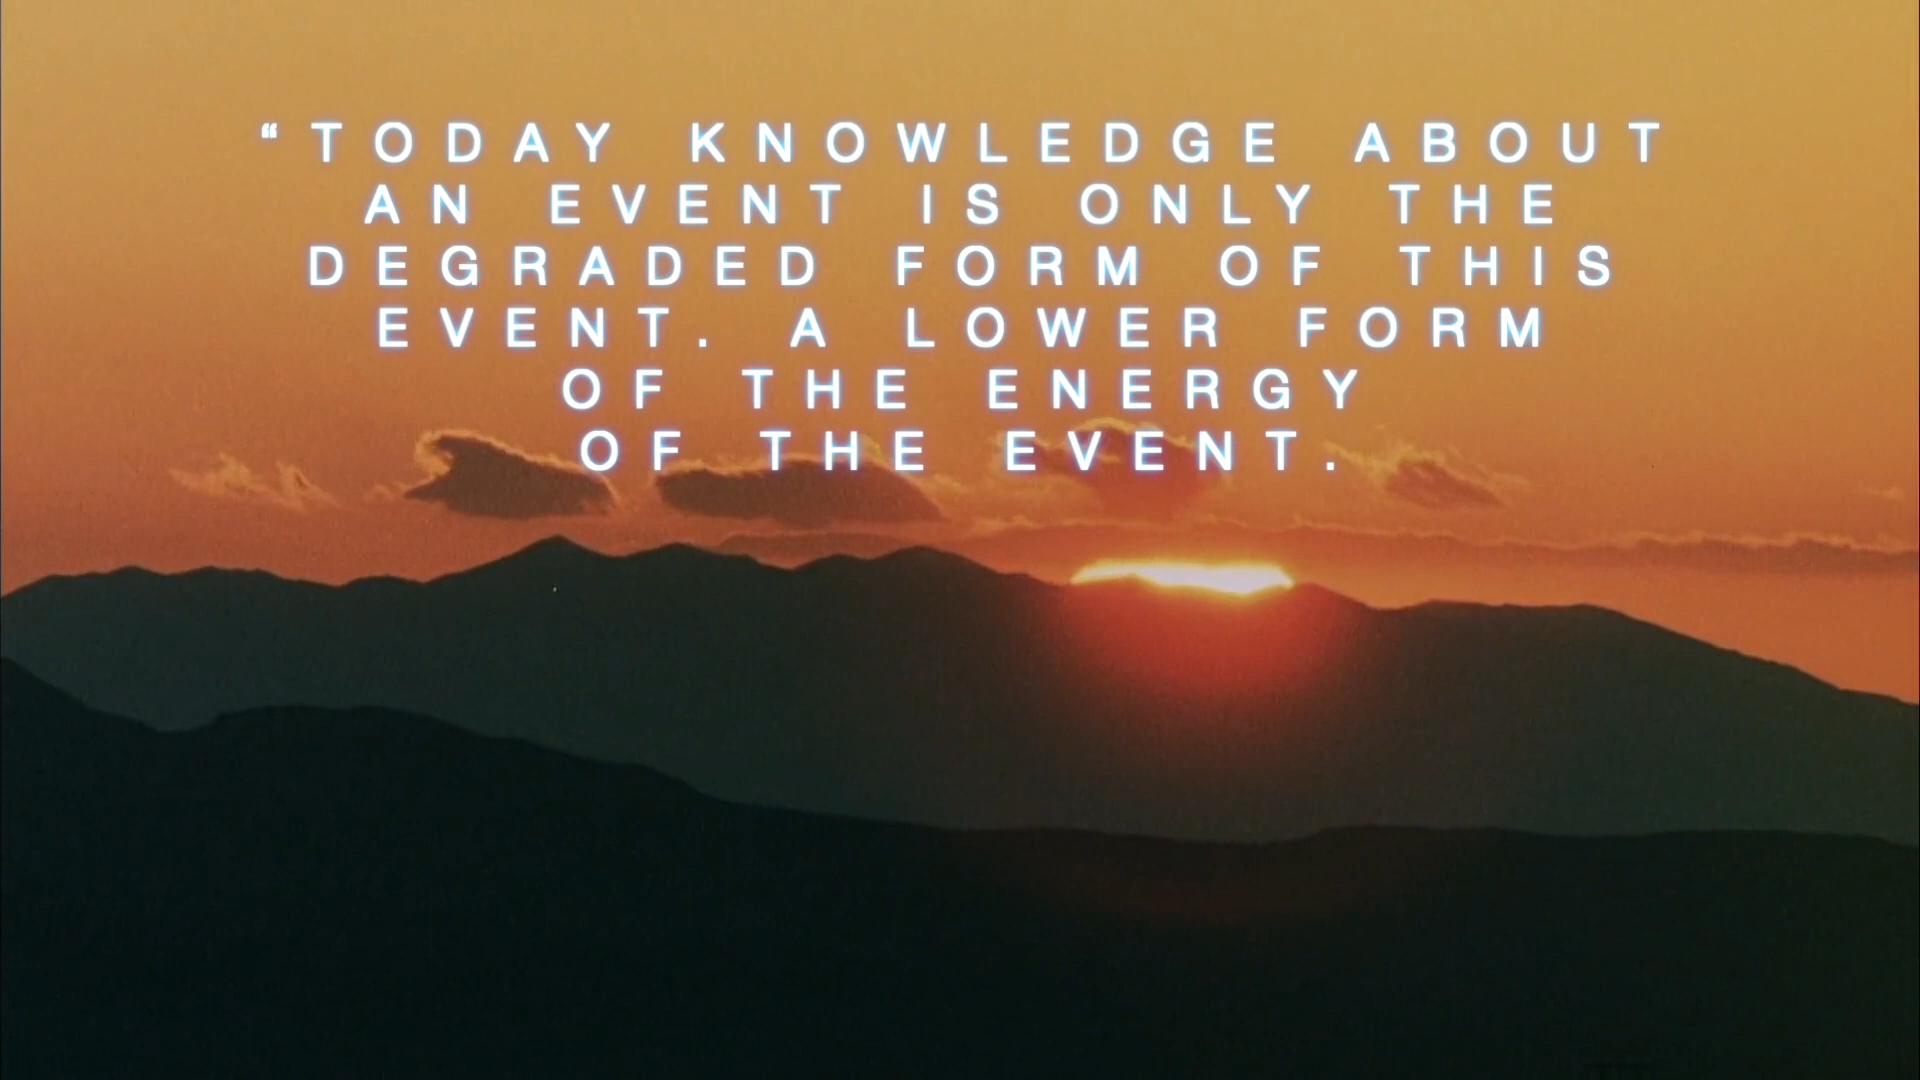 “TODAY KNOWLEDGE ABOUT
AN EVENT IS ONLY THE
DEGRADED FORM OF THIS
EVENT. A LOWER FORM
OF THE ENERGY
OF THE EVENT.